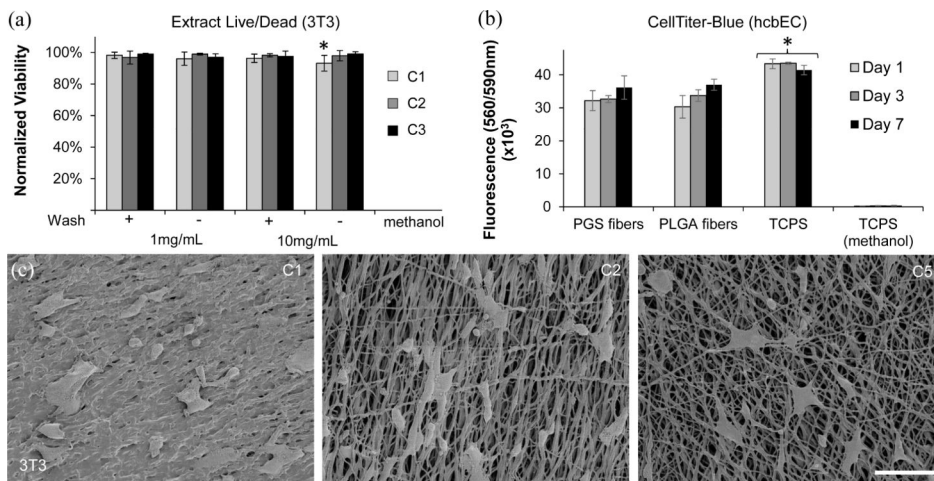 (a)
Extract Live/Dead (3T3)
Normalized Viability
100%
80%
60%
40%
20%
*
C1
C2
C3
Wash
+
-
+
-
methanol
1mg/mL
10mg/mL
(b)
CellTiter-Blue (hcbEC)
Fluorescence (560/590nm)
(x10³)
40
30
20
10
0
*
Day 1
Day 3
Day 7
PGS fibers
PLGA fibers
TCPS
TCPS
(methanol)
(c)
C1
C2
C5
3T3